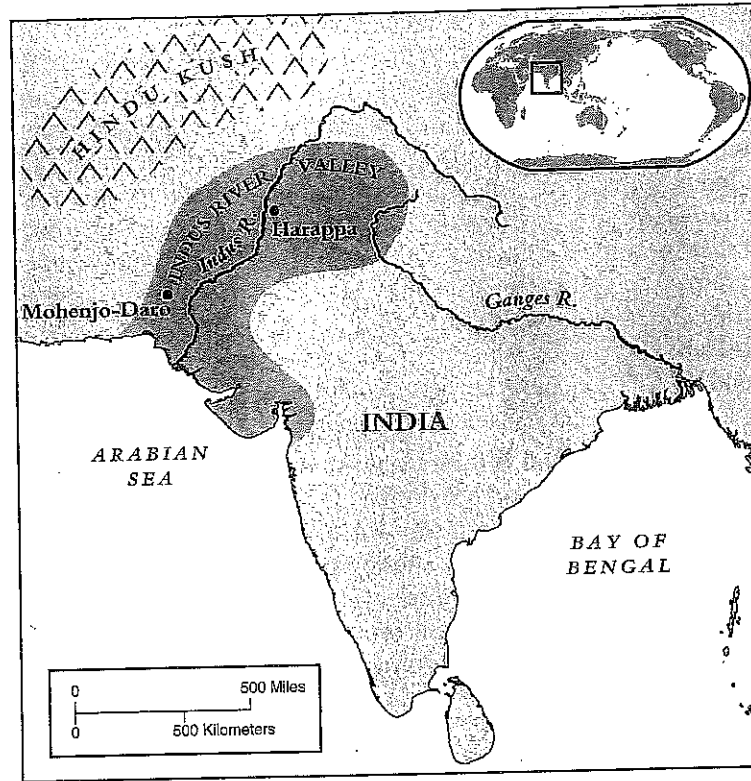 HINDU KUSH
INDUS RIVER VALLEY
Indus R.
Harappa
Mohenjo-Daro
Ganges R.
INDIA
ARABIAN
SEA
BAY OF
BENGAL
0 500 Miles
0 500 Kilometers